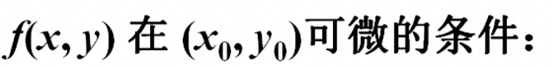 f(x, y) 在 (x₀, y₀)可微的条件：